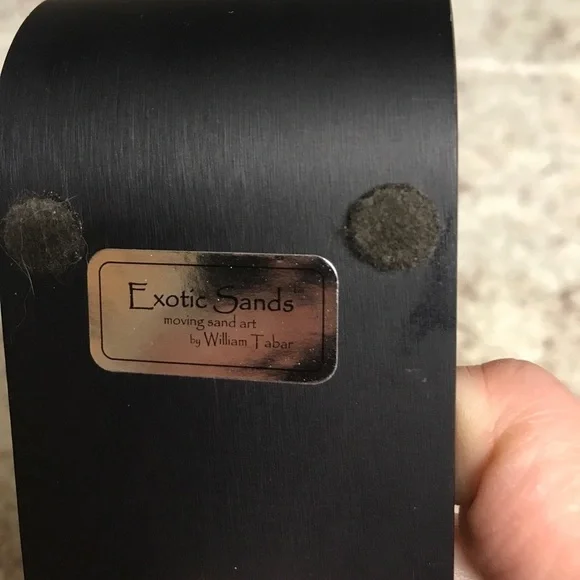 Exotic Sands
moving sand art
by William Tabar